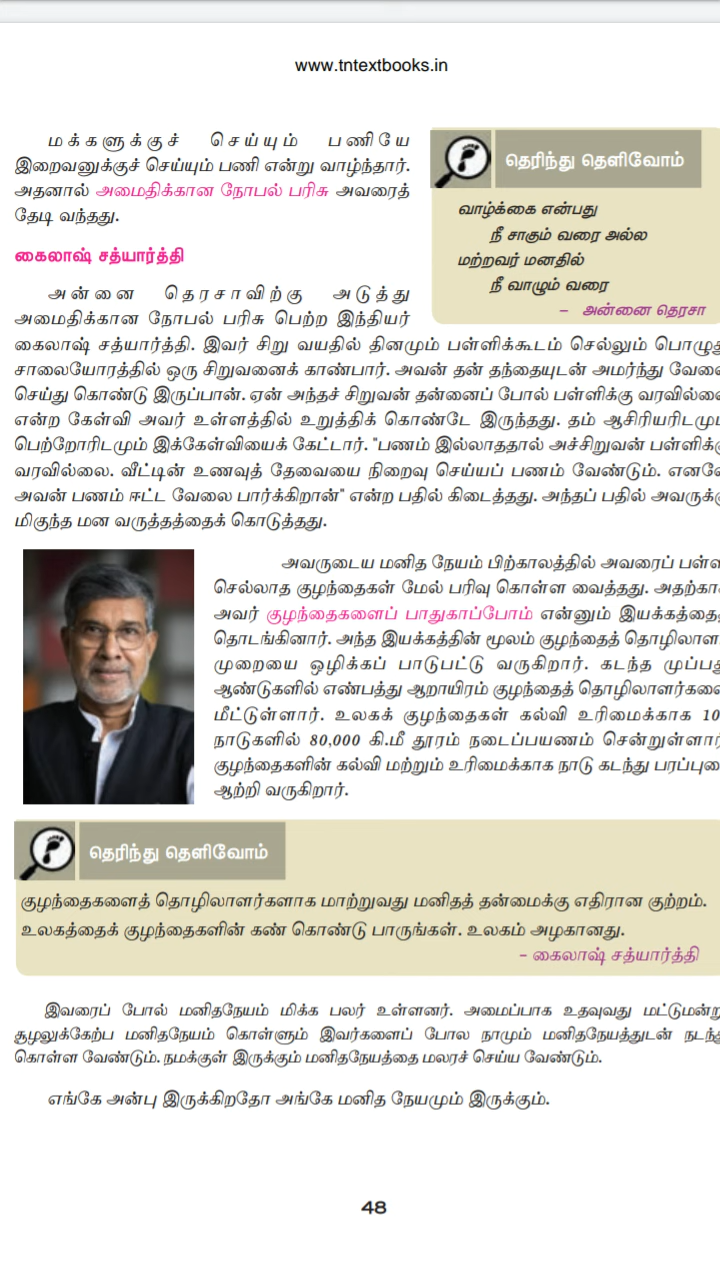 www.tntextbooks.in
மக்களுக்குச் செய்யும் பணியே
இறைவனுக்குச் செய்யும் பணி என்று வாழ்ந்தார்.
அதனால் அமைதிக்கான நோபல் பரிசு அவரைத்
தேடி வந்தது.
தெரிந்து தெளிவோம்
வாழ்க்கை என்பது
நீ சாகும் வரை அல்ல
மற்றவர் மனதில்
நீ வாழும் வரை
– அன்னை தெரசா
கைலாஷ் சத்யார்த்தி
அன்னை தெரசாவிற்கு அடுத்து
அமைதிக்கான நோபல் பரிசு பெற்ற இந்தியர்
கைலாஷ் சத்யார்த்தி. இவர் சிறு வயதில் தினமும் பள்ளிக்கூடம் செல்லும் பொழுது
சாலையோரத்தில் ஒரு சிறுவனைக் காண்பார். அவன் தன் தந்தையுடன் அமர்ந்து வேலை
செய்து கொண்டு இருப்பான். ஏன் அந்தச் சிறுவன் தன்னைப் போல் பள்ளிக்கு வரவில்லை
என்ற கேள்வி அவர் உள்ளத்தில் உறுத்திக் கொண்டே இருந்தது. தம் ஆசிரியரிடமும்
பெற்றோரிடமும் இக்கேள்வியைக் கேட்டார். "பணம் இல்லாததால் அச்சிறுவன் பள்ளிக்கு
வரவில்லை. வீட்டின் உணவுத் தேவையை நிறைவு செய்யப் பணம் வேண்டும். எனவே
அவன் பணம் ஈட்ட வேலை பார்க்கிறான்" என்ற பதில் கிடைத்தது. அந்தப் பதில் அவருக்கு
மிகுந்த மன வருத்தத்தைக் கொடுத்தது.
அவருடைய மனித நேயம் பிற்காலத்தில் அவரைப்
செல்லாத குழந்தைகள் மேல் பரிவு கொள்ள வைத்தது.
அவர் குழந்தைகளைப் பாதுகாப்போம் என்னும் இயக்கத்தைத்
தொடங்கினார். அந்த இயக்கத்தின் மூலம் குழந்தைத்
முறையை ஒழிக்கப் பாடுபட்டு வருகிறார். கடந்த
ஆண்டுகளில் எண்பத்து ஆறாயிரம் குழந்தைத் தொழிலாளர்களை
மீட்டுள்ளார். உலகக் குழந்தைகள் கல்வி உரிமைக்காக
நாடுகளில் 80,000 கி.மீ தூரம் நடைப்பயணம் சென்றுள்ளார்
குழந்தைகளின் கல்வி மற்றும் உரிமைக்காக நாடு கடந்து
ஆற்றி வருகிறார்.
தெரிந்து தெளிவோம்
குழந்தைகளைத் தொழிலாளர்களாக மாற்றுவது மனிதத் தன்மைக்கு எதிரான குற்றம்.
உலகத்தைக் குழந்தைகளின் கண் கொண்டு பாருங்கள். உலகம் அழகானது.
– கைலாஷ் சத்யார்த்தி
இவரைப் போல் மனிதநேயம் மிக்க பலர் உள்ளனர். அமைப்பாக உதவுவது மட்டுமன்று
சூழலுக்கேற்ப மனிதநேயம் கொள்ளும் இவர்களைப் போல நாமும் மனிதநேயத்துடன் நடந்து
கொள்ள வேண்டும். நமக்குள் இருக்கும் மனிதநேயத்தை மலரச் செய்ய வேண்டும்.
எங்கே அன்பு இருக்கிறதோ அங்கே மனித நேயமும் இருக்கும்.
48